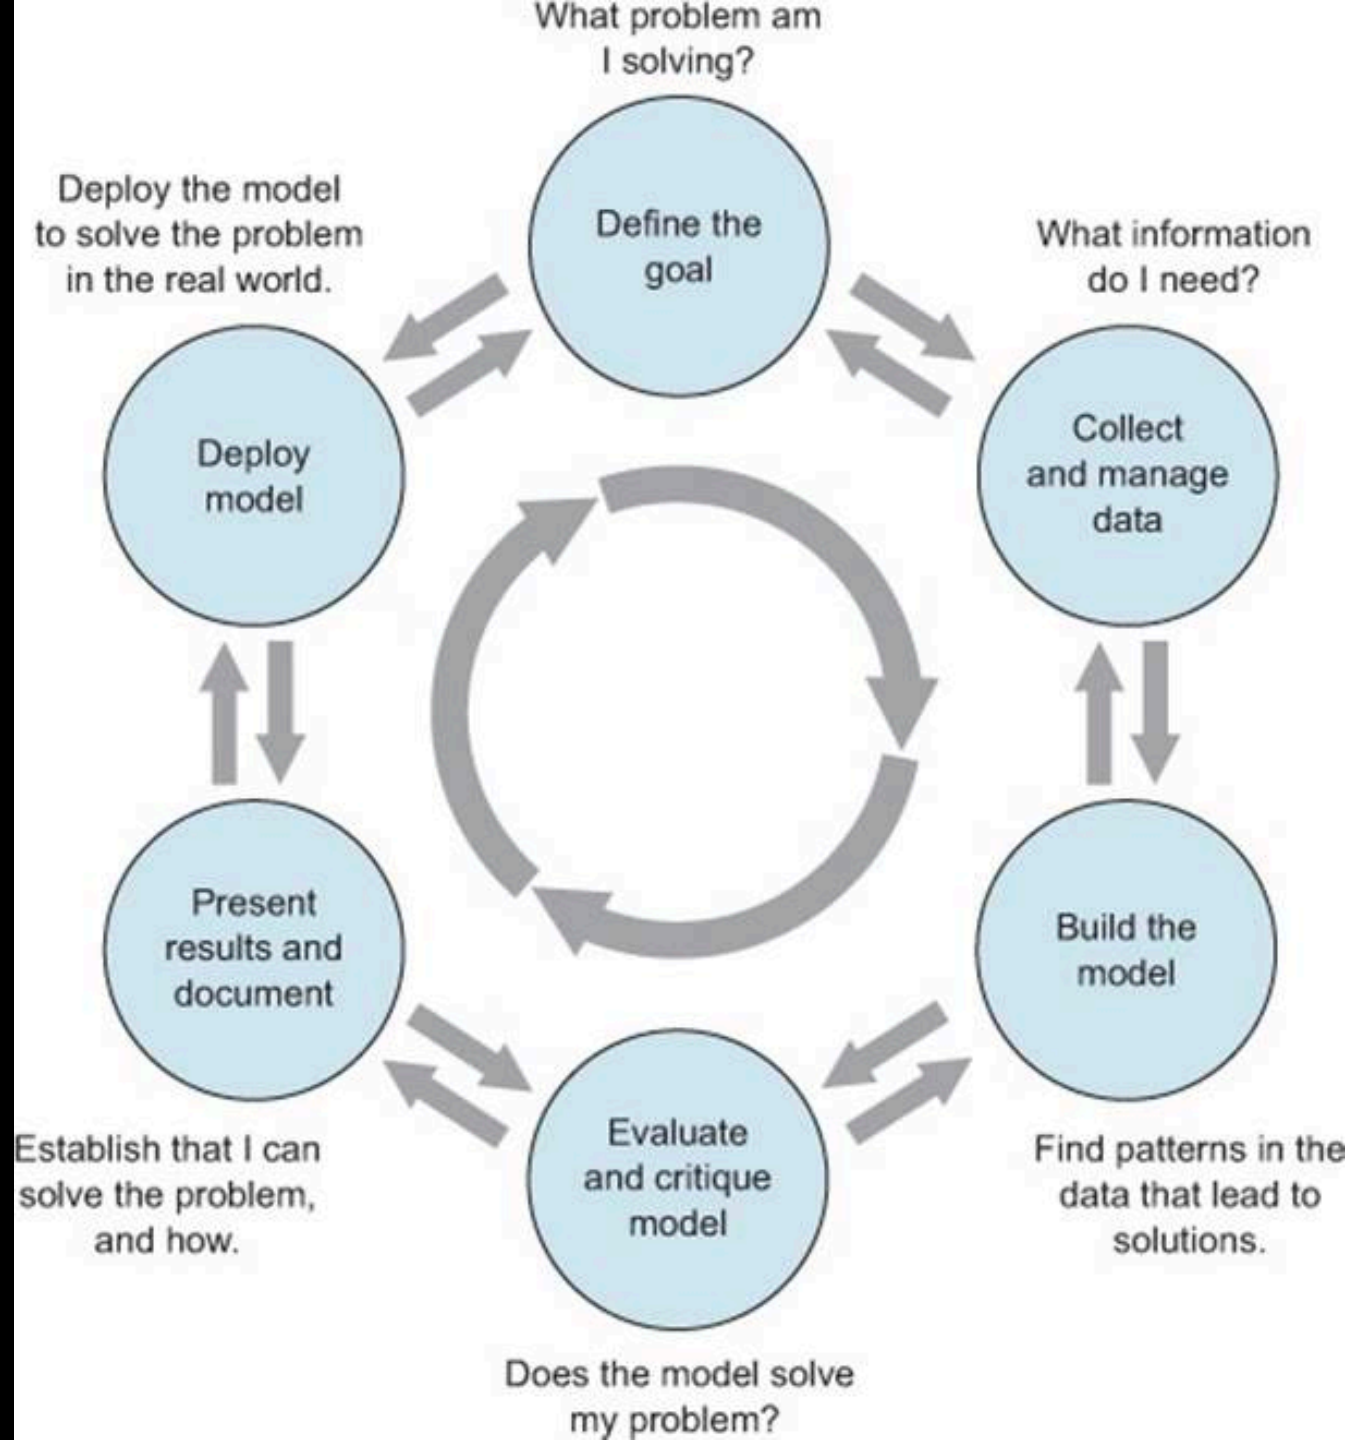 What problem am
I solving?
Define the
goal
What information
do I need?
Collect
and manage
data
Build the
model
Find patterns in the
data that lead to
solutions.
Evaluate
and critique
model
Does the model solve
my problem?
Present
results and
document
Establish that I can
solve the problem,
and how.
Deploy the model
to solve the problem
in the real world.
Deploy
model